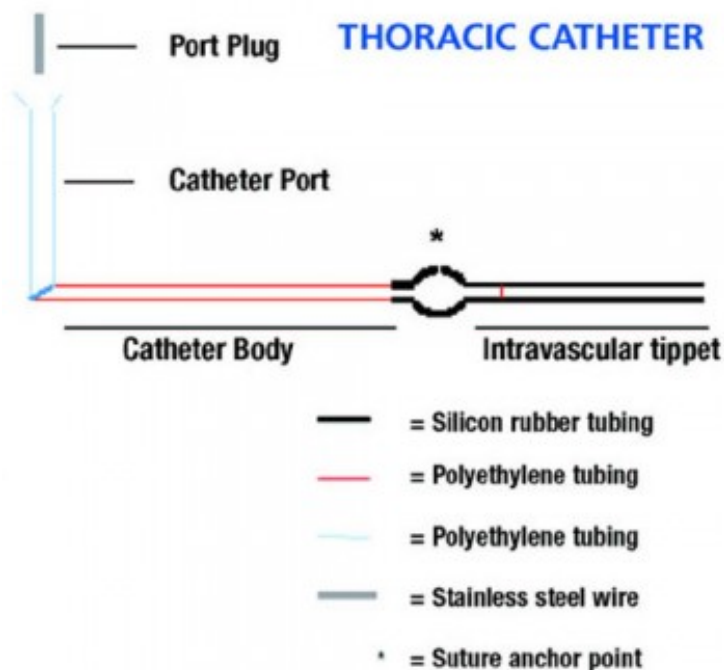 Port Plug
THORACIC CATHETER
Catheter Port
*
Catheter Body
Intravascular tippet
= Silicon rubber tubing
= Polyethylene tubing
= Polyethylene tubing
= Stainless steel wire
* = Suture anchor point